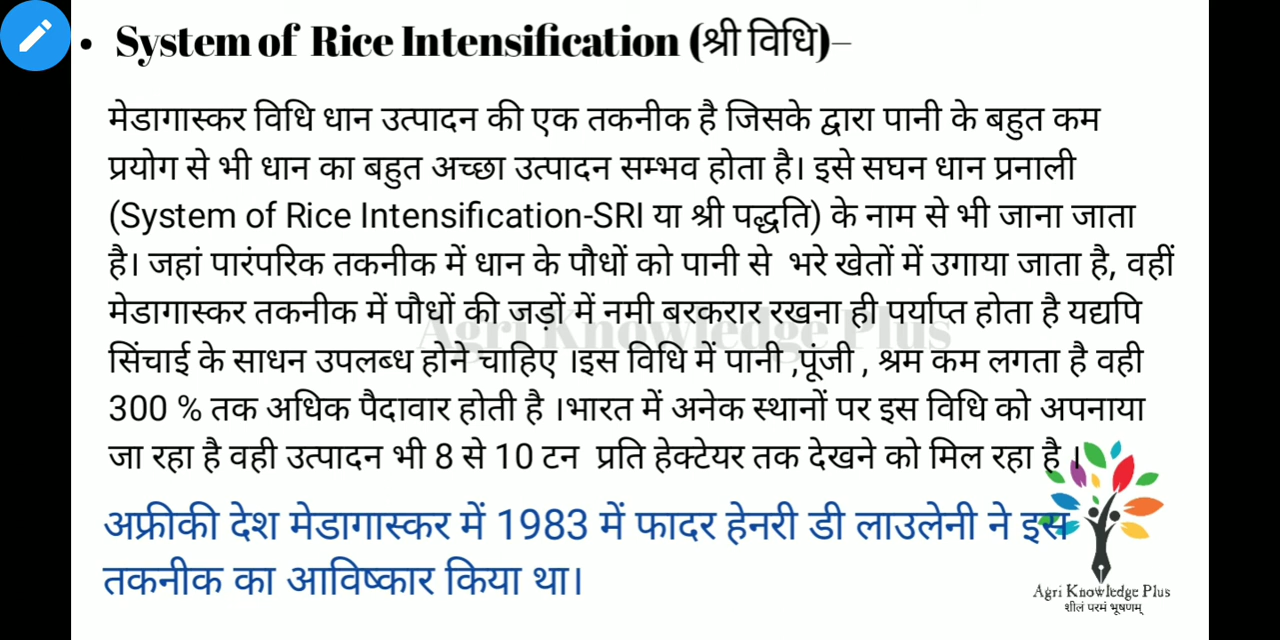 • System of Rice Intensification (श्री विधि)–
मेडागास्कर विधि धान उत्पादन की एक तकनीक है जिसके द्वारा पानी के बहुत कम
प्रयोग से भी धान का बहुत अच्छा उत्पादन सम्भव होता है। इसे सघन धान प्रनाली
(System of Rice Intensification-SRI या श्री पद्धति) के नाम से भी जाना जाता
है। जहां पारंपरिक तकनीक में धान के पौधों को पानी से भरे खेतों में उगाया जाता है, वहीं
मेडागास्कर तकनीक में पौधों की जड़ों में नमी बरकरार रखना ही पर्याप्त होता है यद्यपि
Agri Knowledge Plus
सिंचाई के साधन उपलब्ध होने चाहिए ।इस विधि में पानी ,पूंजी , श्रम कम लगता है वही
300 % तक अधिक पैदावार होती है ।भारत में अनेक स्थानों पर इस विधि को अपनाया
जा रहा है वही उत्पादन भी 8 से 10 टन प्रति हेक्टेयर तक देखने को मिल रहा है ।
अफ्रीकी देश मेडागास्कर में 1983 में फादर हेनरी डी लाउलेनी ने इस
तकनीक का आविष्कार किया था।
Agri Knowledge Plus
शीलं परमं भूषणम्